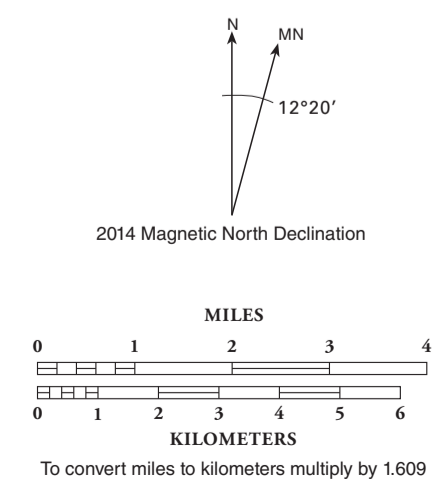 N
MN
12°20′
2014 Magnetic North Declination
MILES
0 1 2 3 4
0 1 2 3 4 5 6
KILOMETERS
To convert miles to kilometers multiply by 1.609